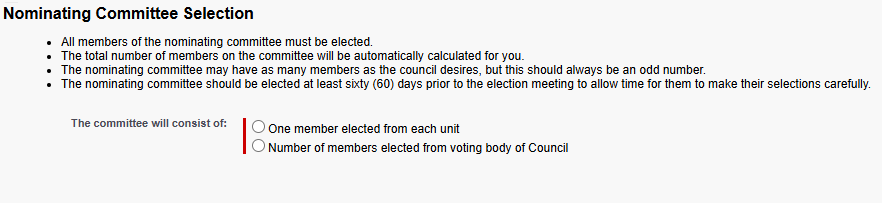 Nominating Committee Selection
• All members of the nominating committee must be elected.
• The total number of members on the committee will be automatically calculated for you.
• The nominating committee may have as many members as the council desires, but this should always be an odd number.
• The nominating committee should be elected at least sixty (60) days prior to the election meeting to allow time for them to make their selections carefully.
The committee will consist of:
One member elected from each unit
Number of members elected from voting body of Council